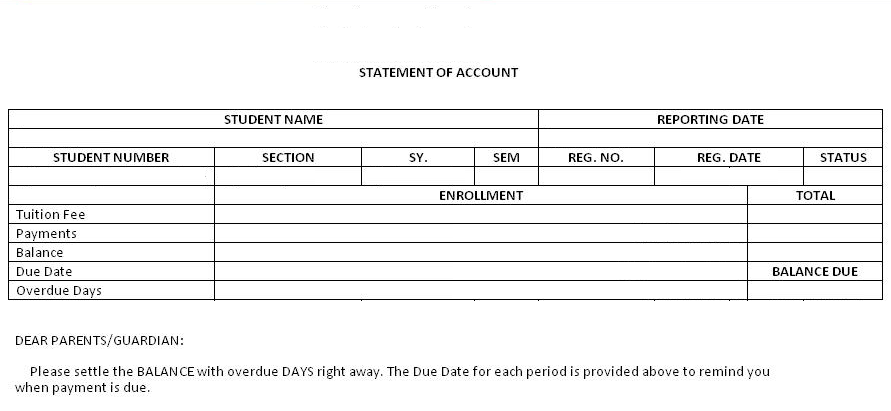 STATEMENT OF ACCOUNT
STUDENT NAME REPORTING DATE
STUDENT NUMBER SECTION SY. SEM REG. NO. REG. DATE STATUS
ENROLLMENT TOTAL
Tuition Fee
Payments
Balance
Due Date BALANCE DUE
Overdue Days
DEAR PARENTS/GUARDIAN:
Please settle the BALANCE with overdue DAYS right away. The Due Date for each period is provided above to remind you
when payment is due.